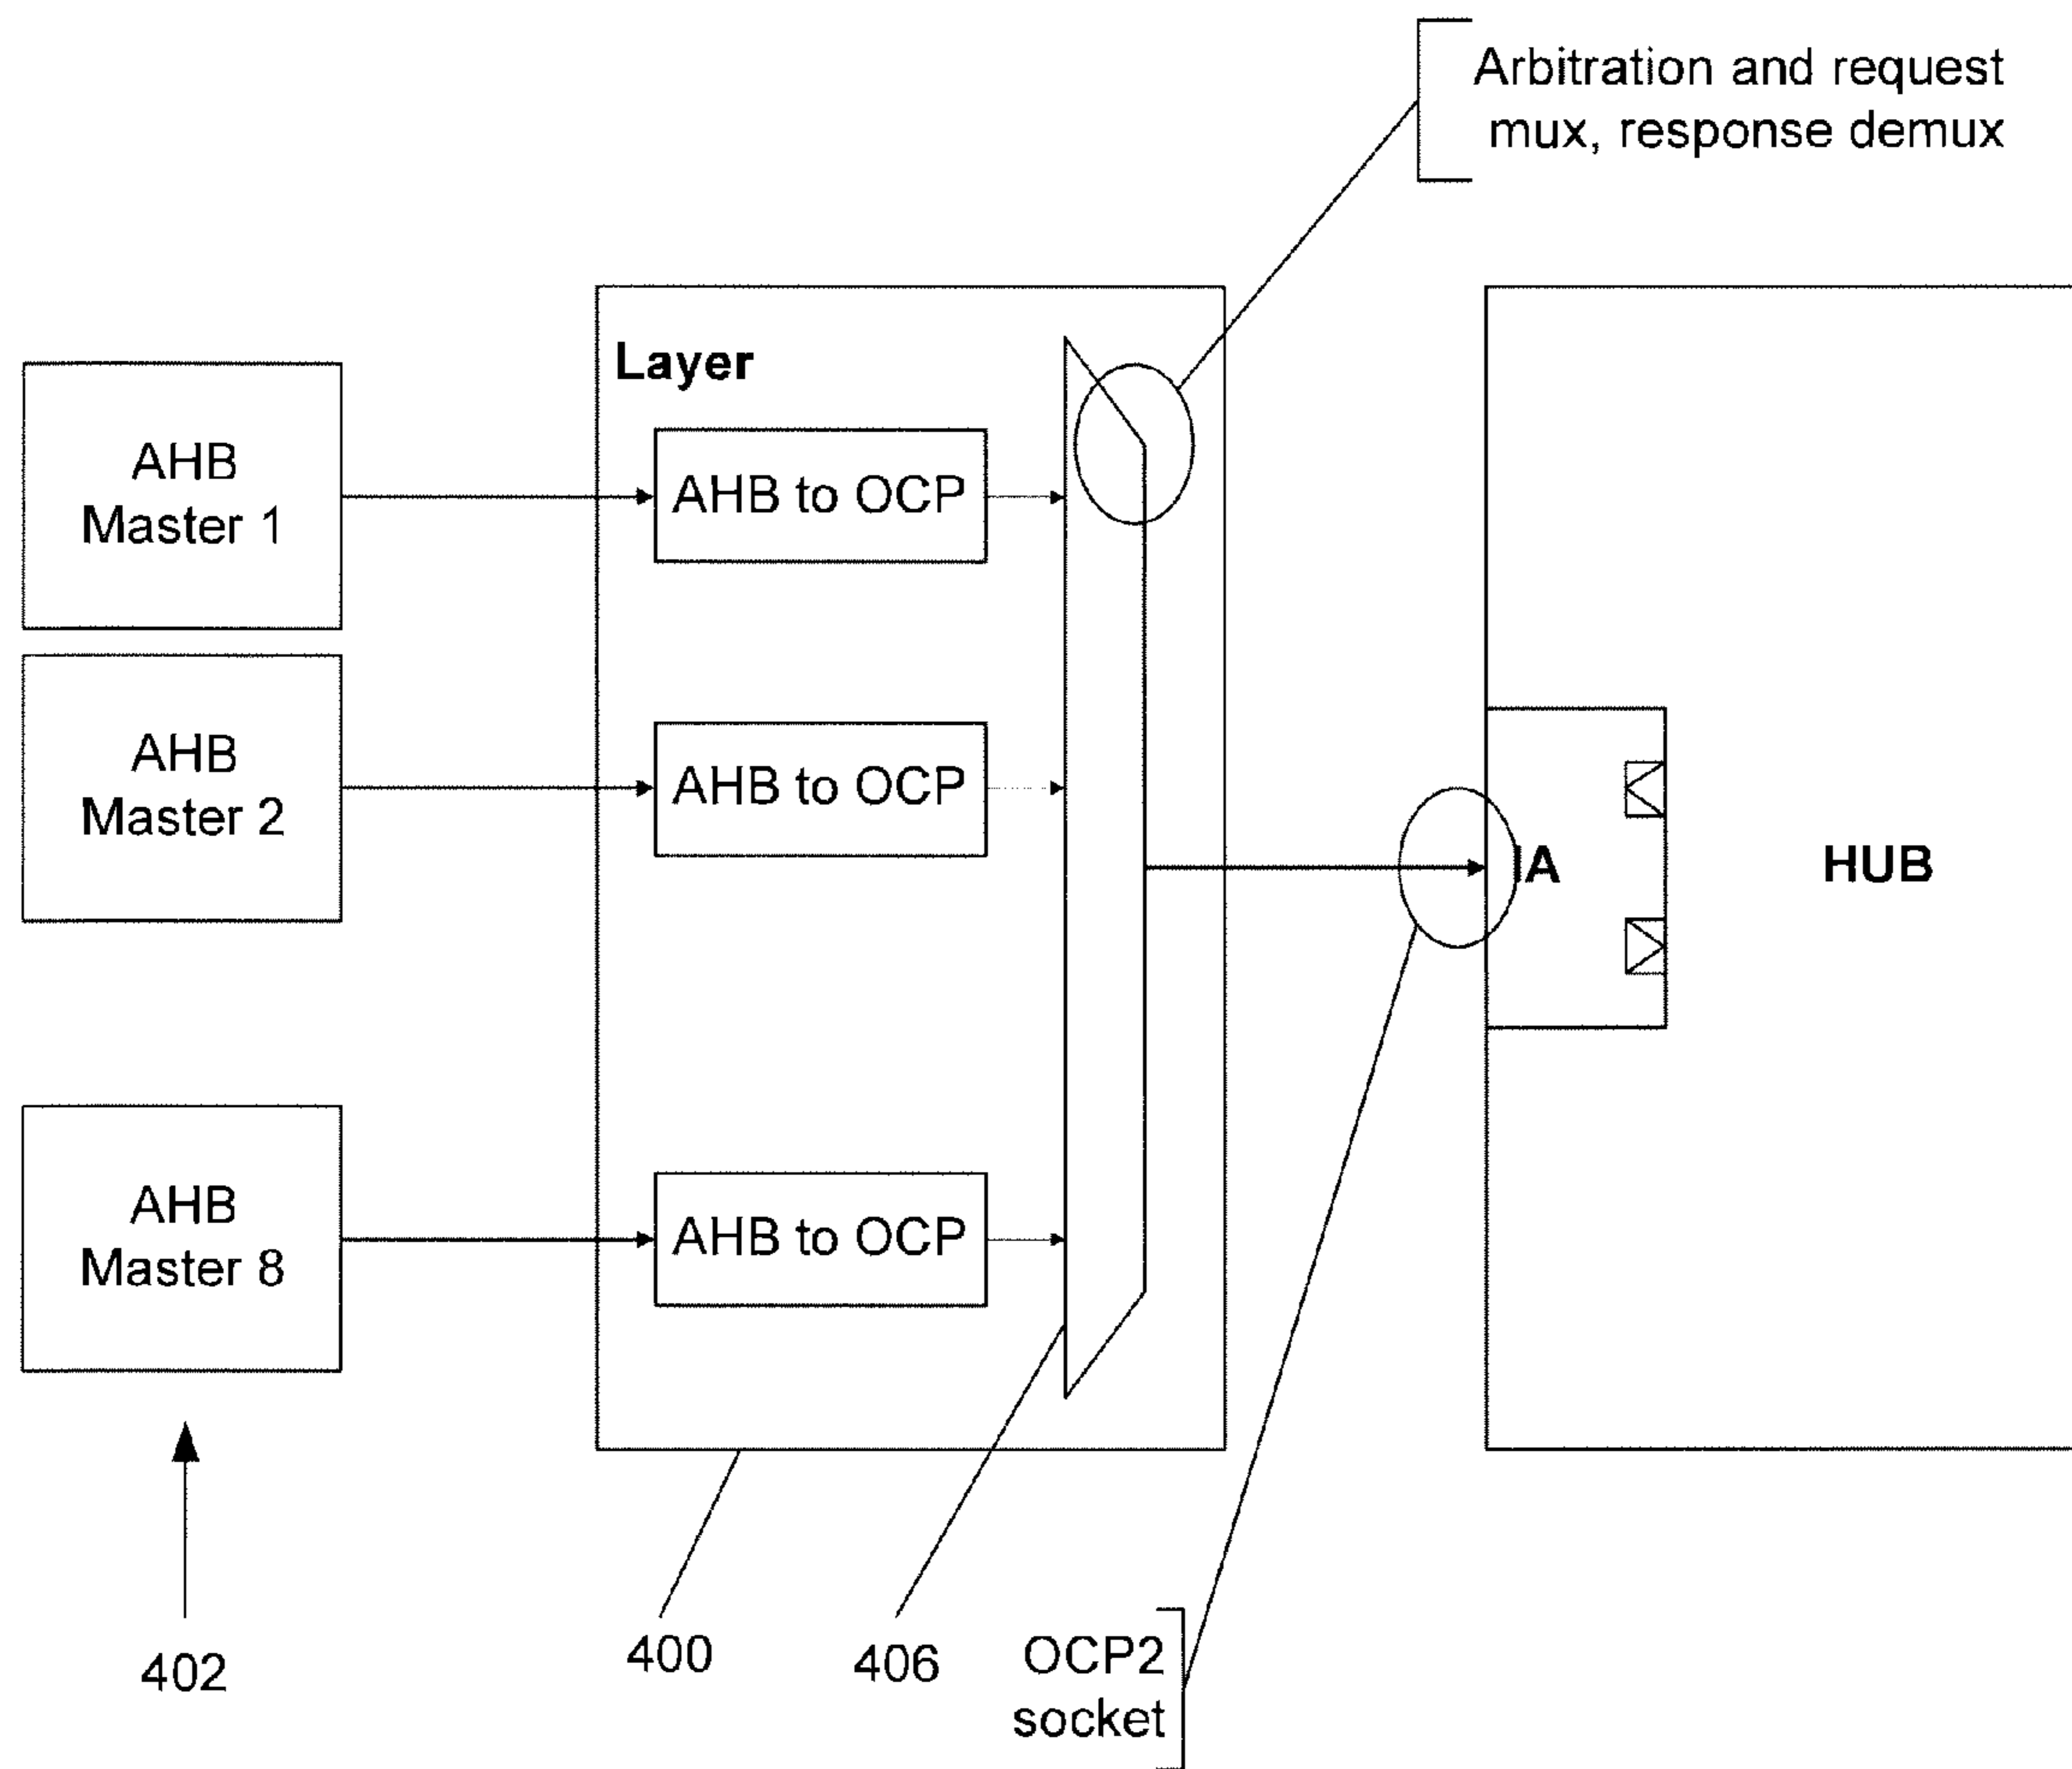 Arbitration and request
mux, response demux
Layer
AHB
Master 1
AHB to OCP
AHB
Master 2
AHB to OCP
IA
HUB
AHB
Master 8
AHB to OCP
402
400
406
OCP2
socket